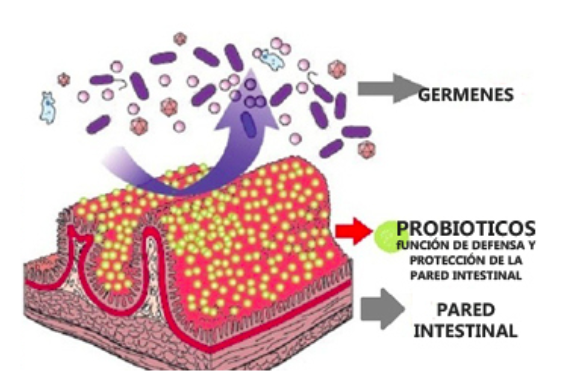 GERMENES
PROBIOTICOS
fUNCIÓN DE DEFENSA Y
PROTECCIÓN DE LA
PARED INTESTINAL
PARED
INTESTINAL